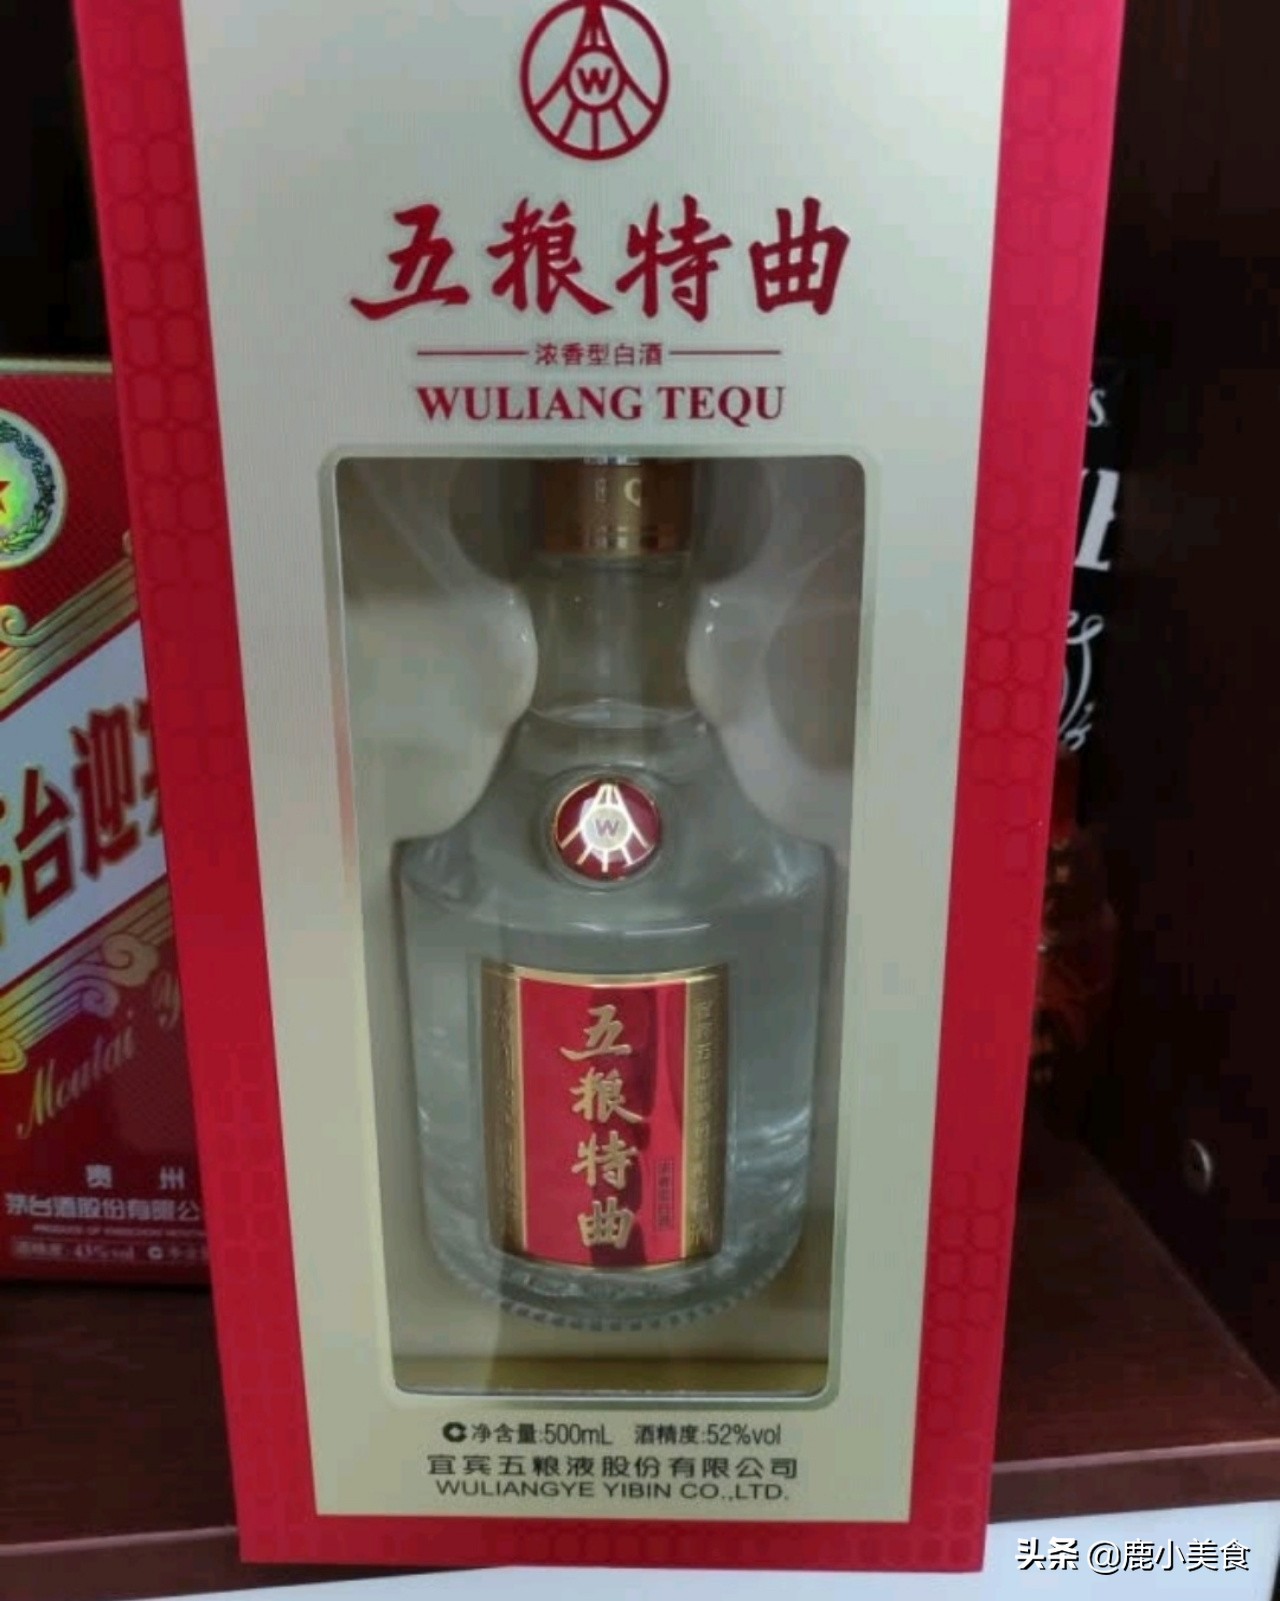 W
五粮特曲
浓香型白酒
WULIANG TEQU
W
五粮特曲
净含量:500mL 酒精度:52%vol
宜宾五粮液股份有限公司
WULIANGYE YIBIN CO.,LTD.
台迎
Moutai
贵州
茅台酒股份有限公
43%vol
头条 @鹿小美食